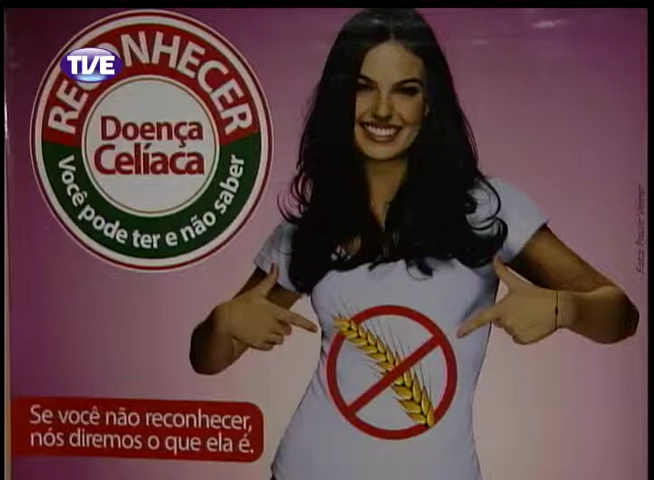 TVE
RECONHECER
Doença
Celíaca
Você pode ter e não saber
Se você não reconhecer,
nós diremos o que ela é.